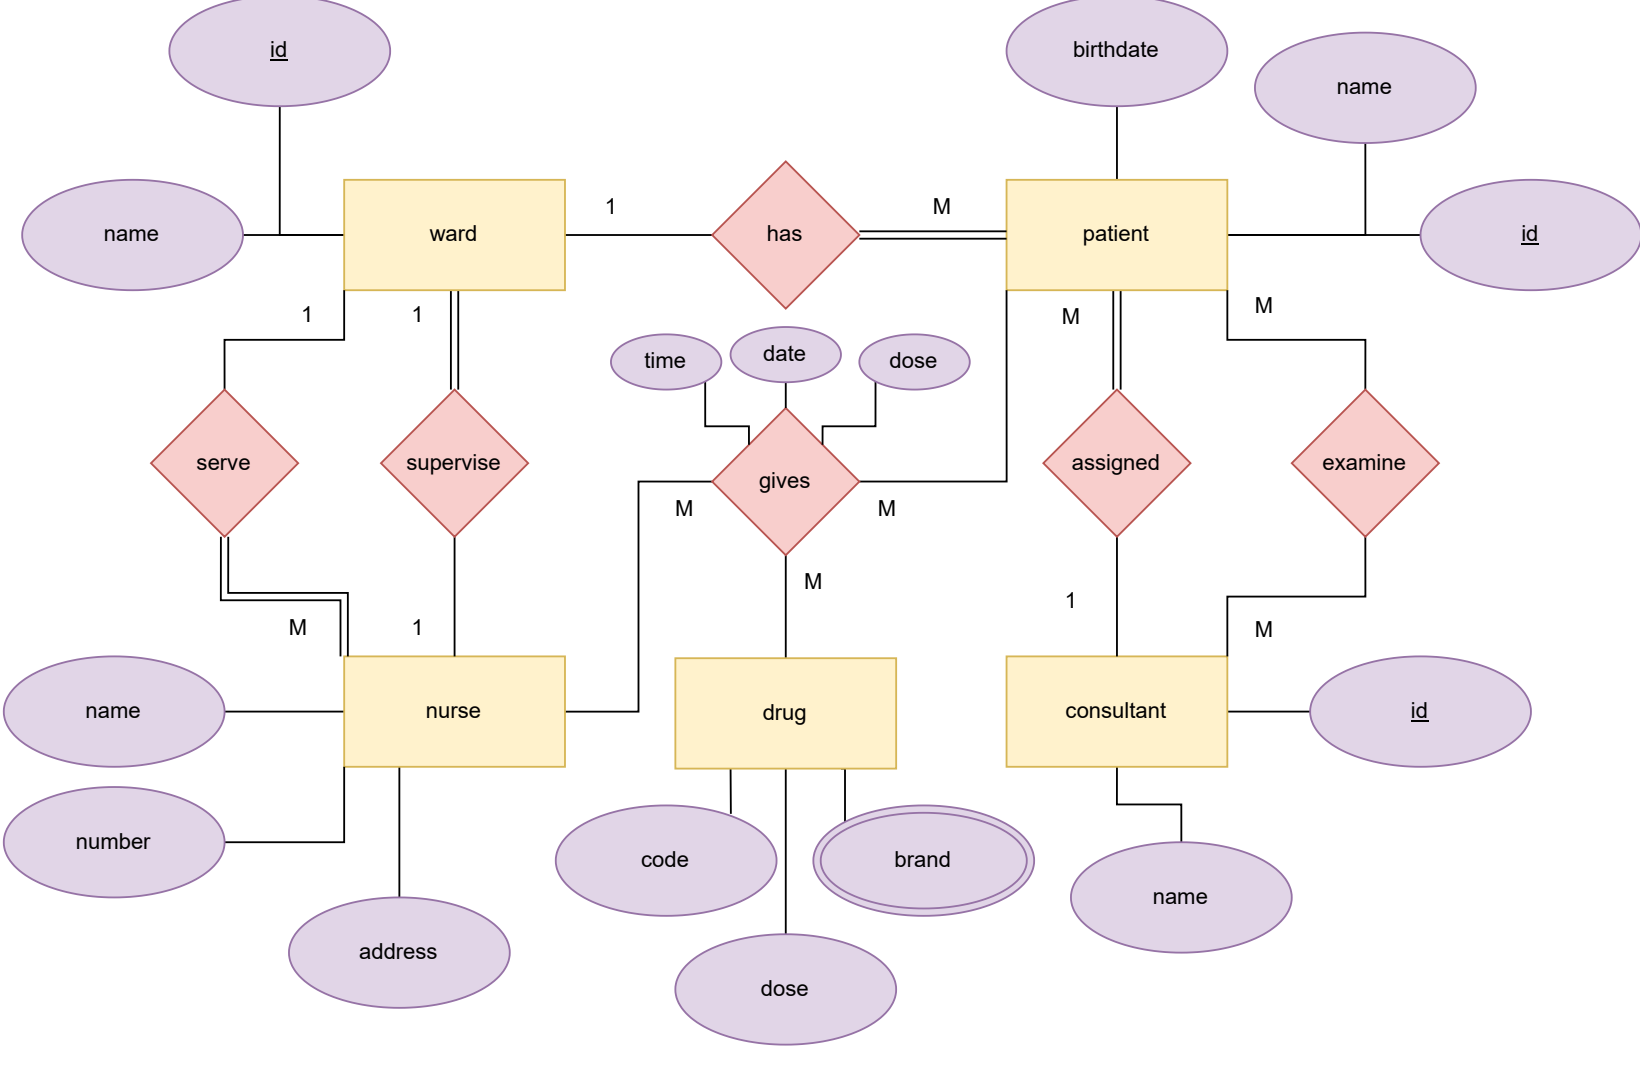 id
birthdate
name
name
ward
1
has
M
patient
id
1
1
M
M
time
date
dose
serve
supervise
gives
assigned
examine
M
M
M
1
M
1
M
name
nurse
drug
consultant
id
number
code
brand
name
address
dose